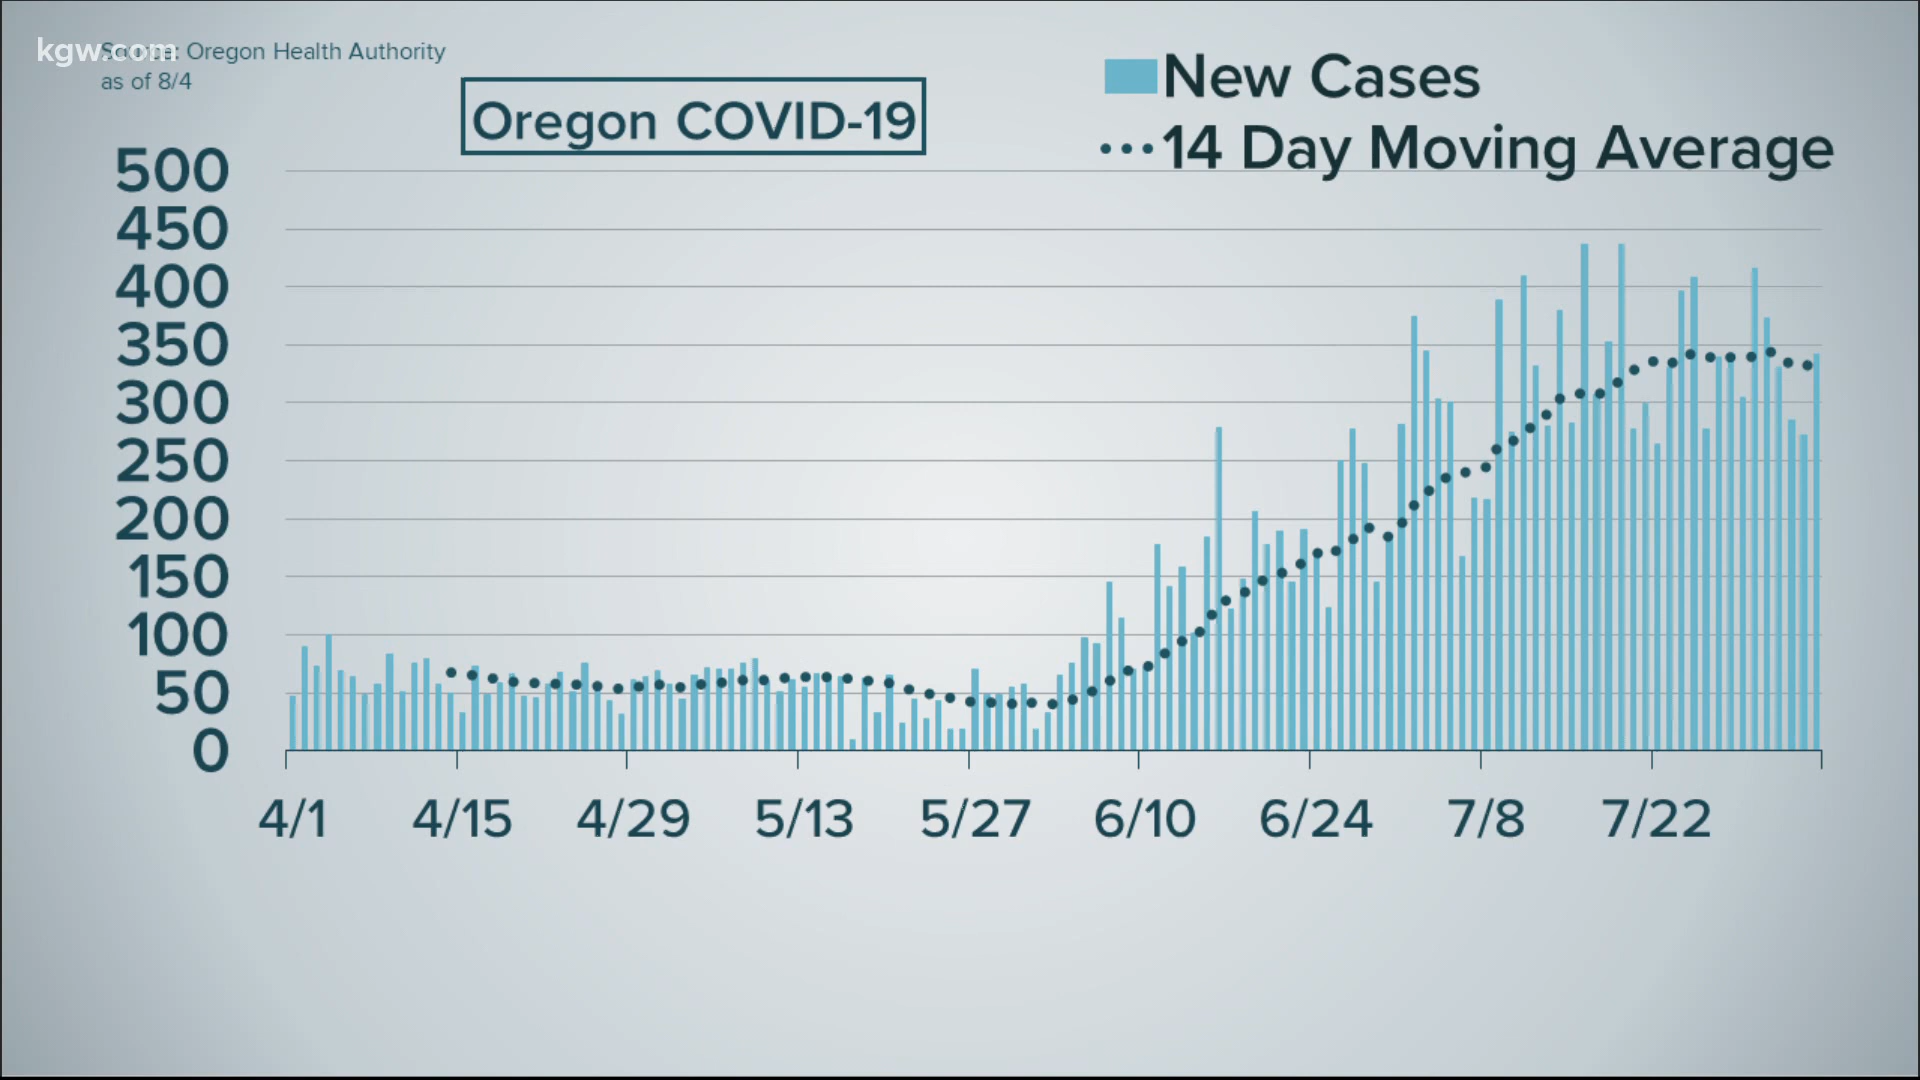 kgw.com
Source: Oregon Health Authority
as of 8/4
Oregon COVID-19
New Cases
14 Day Moving Average
500
450
400
350
300
250
200
150
100
50
0
4/1 4/15 4/29 5/13 5/27 6/10 6/24 7/8 7/22